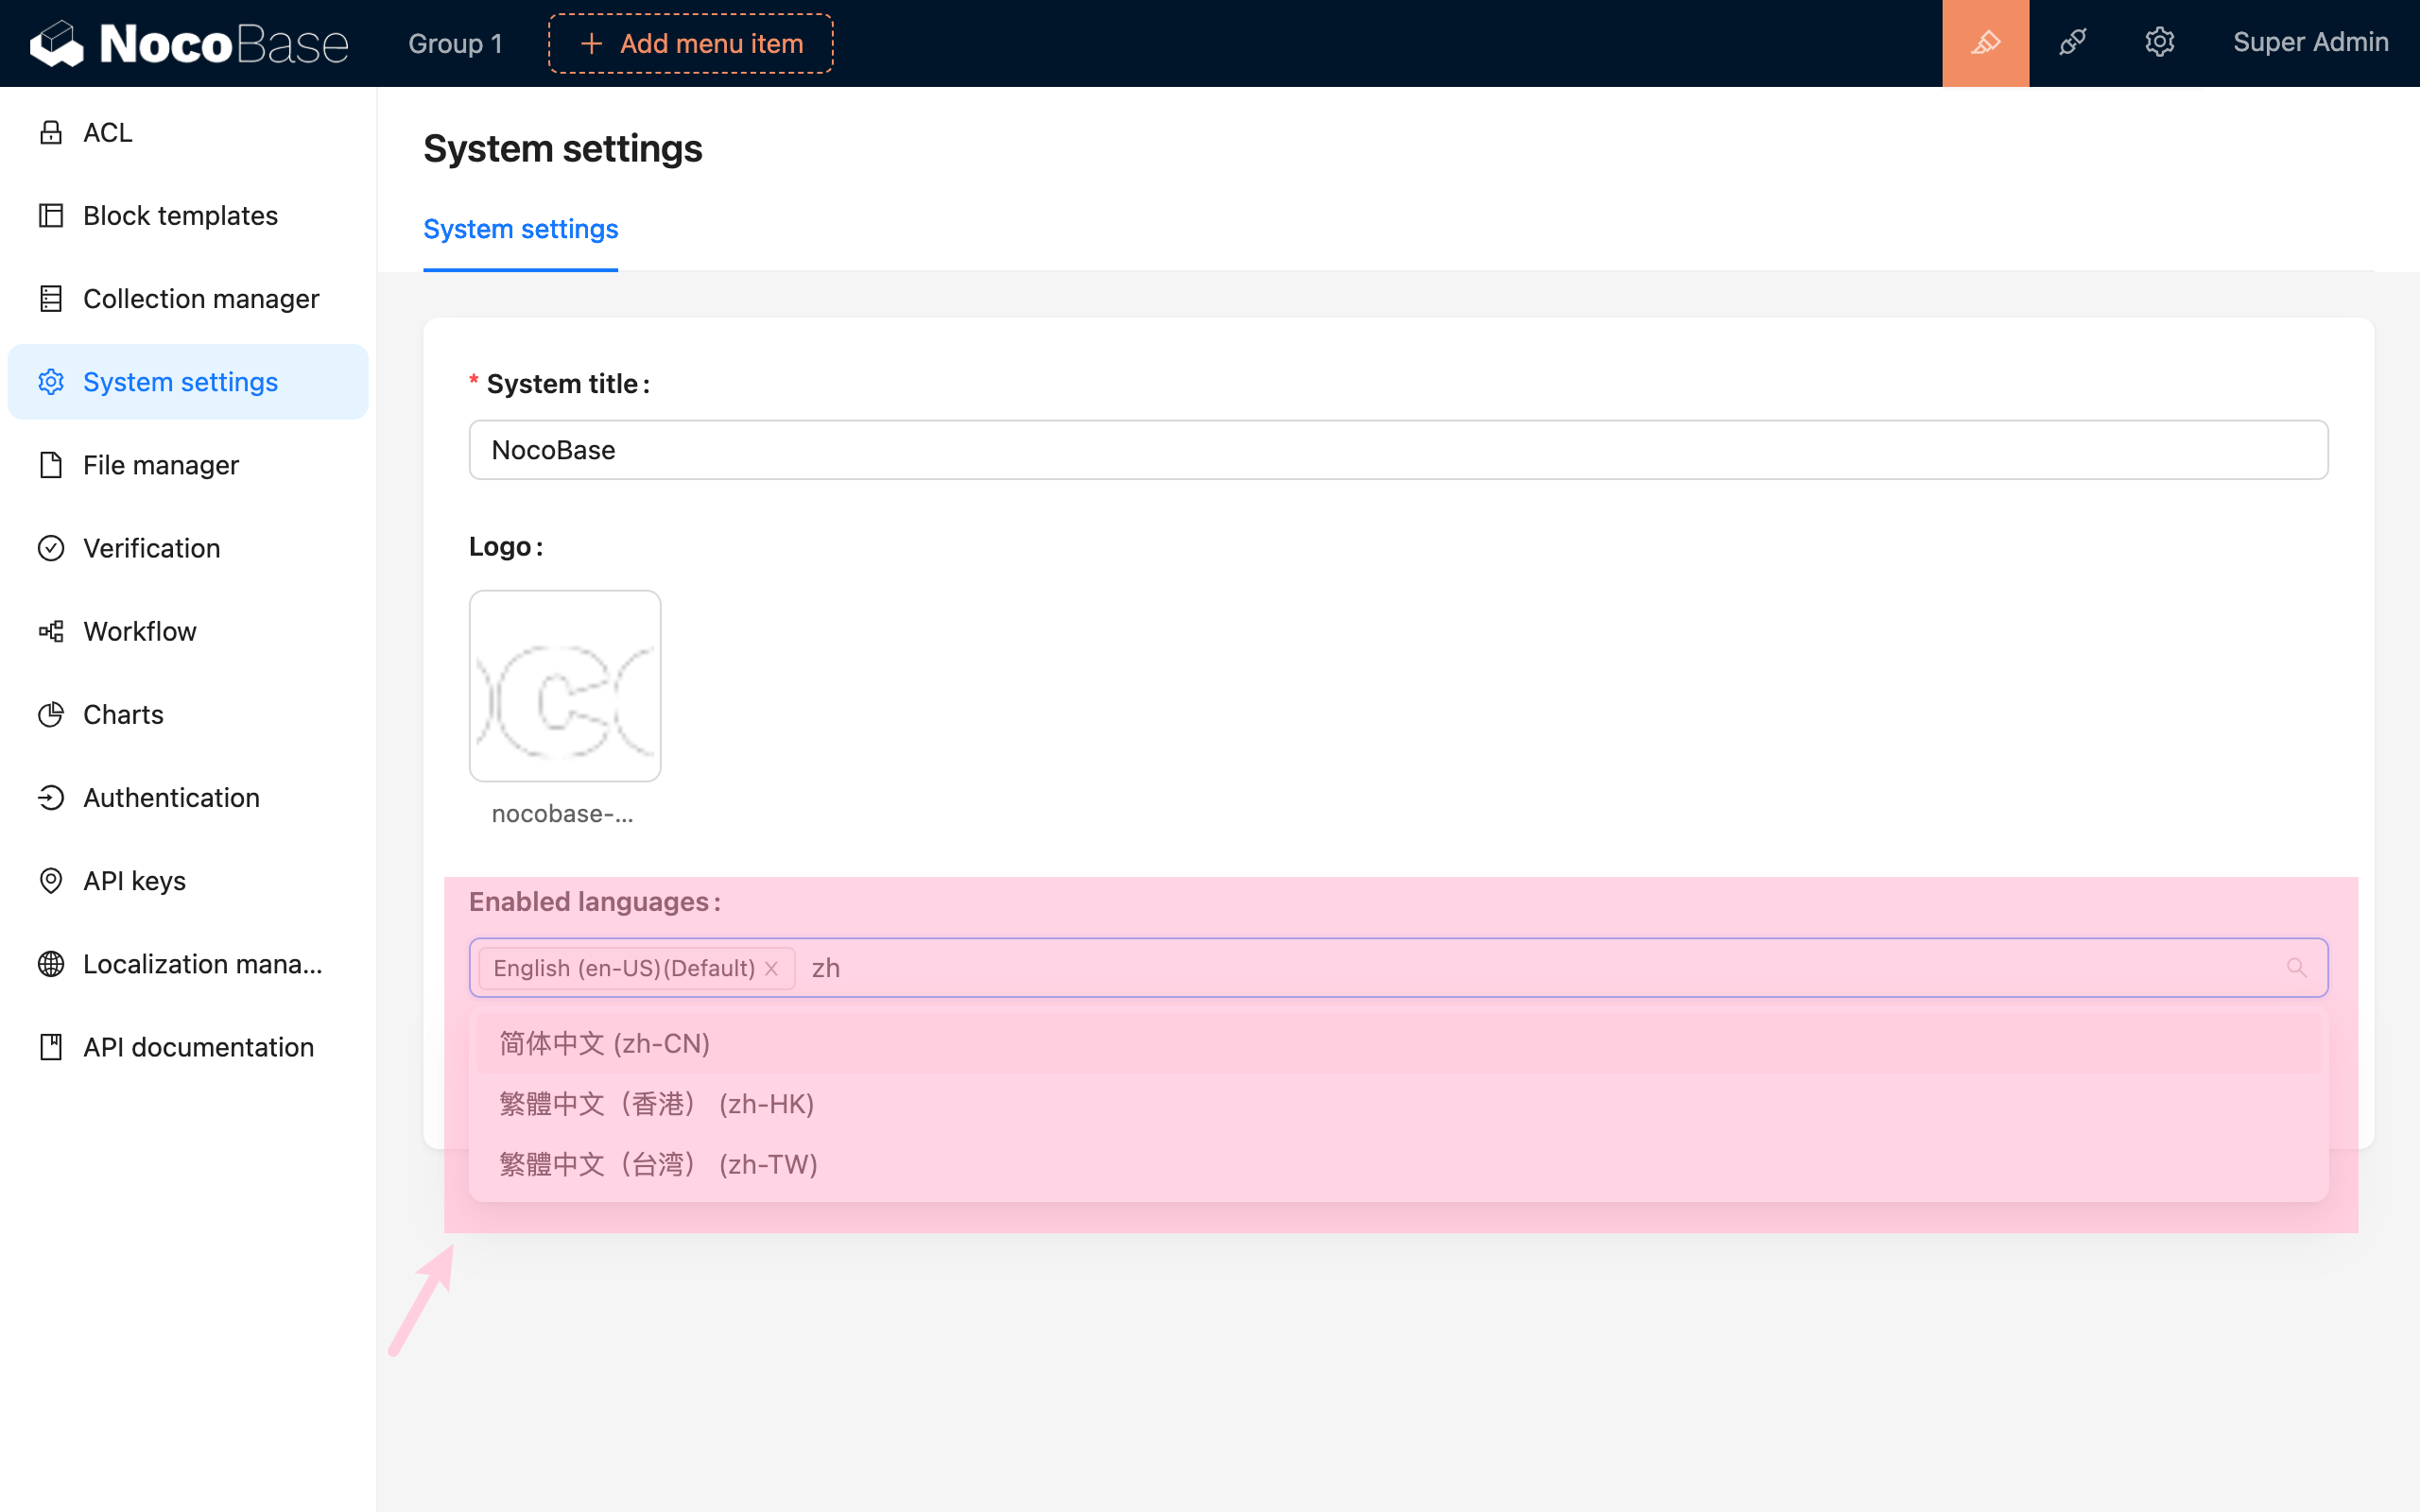 NocoBase
Group 1
Add menu item
Super Admin
ACL
Block templates
Collection manager
System settings
File manager
Verification
Workflow
Charts
Authentication
API keys
Localization mana...
API documentation
System settings
System settings
* System title :
NocoBase
Logo :
OCO
nocobase-...
Enabled languages :
English (en-US)(Default)
zh
简体中文 (zh-CN)
繁體中文（香港） (zh-HK)
繁體中文（台湾） (zh-TW)